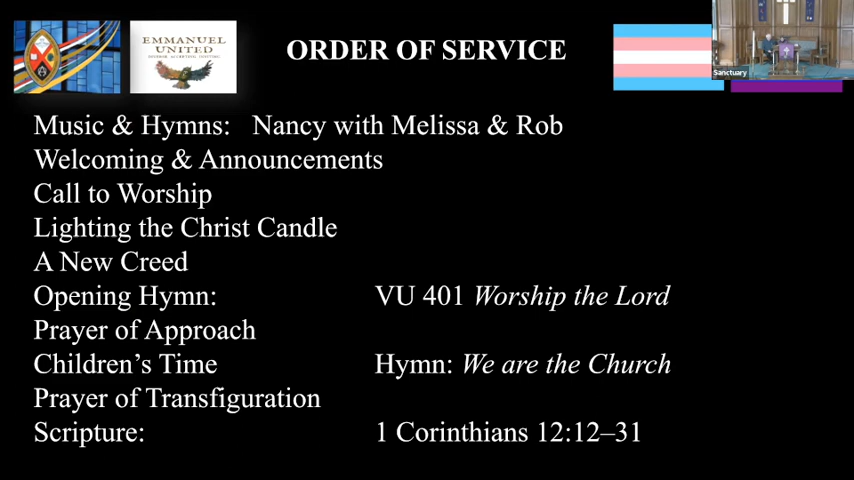 EMMANUEL
UNITED
ORDER OF SERVICE
Sanctuary
Music & Hymns: Nancy with Melissa & Rob
Welcoming & Announcements
Call to Worship
Lighting the Christ Candle
A New Creed
Opening Hymn: VU 401 Worship the Lord
Prayer of Approach
Children’s Time Hymn: We are the Church
Prayer of Transfiguration
Scripture: 1 Corinthians 12:12–31